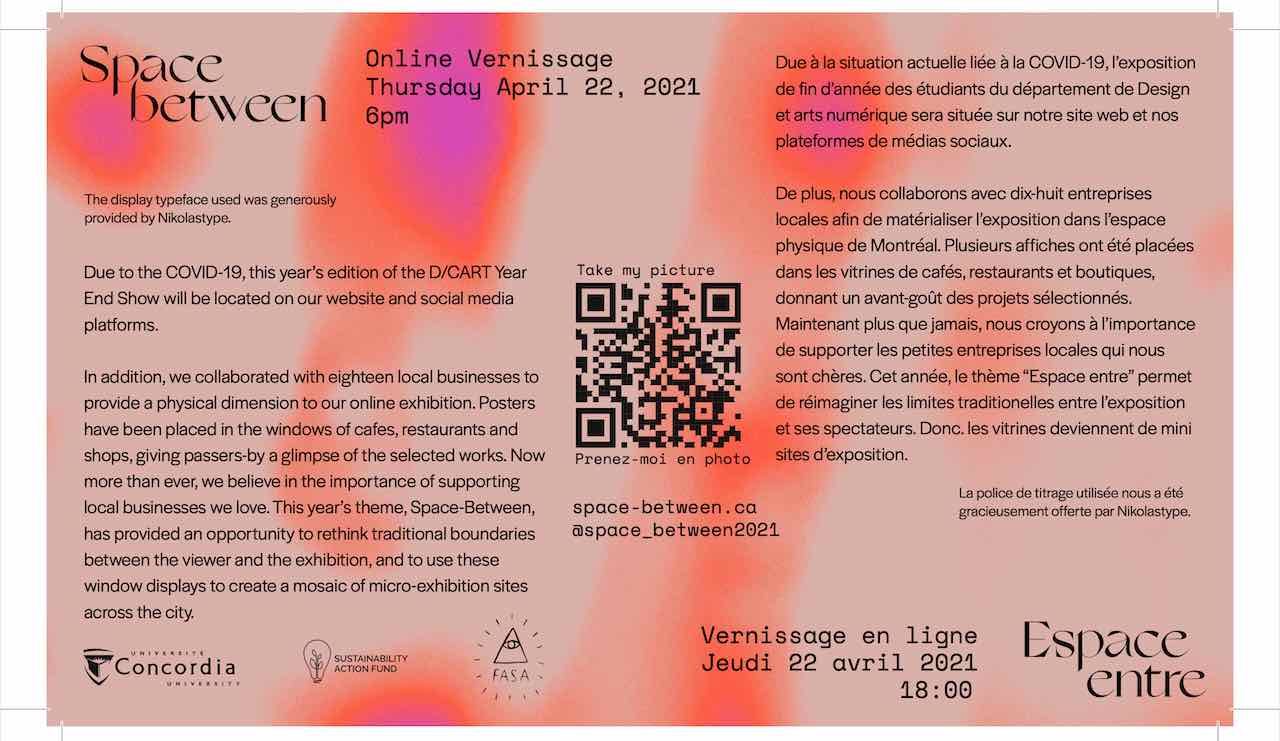 Space
between
Online Vernissage
Thursday April 22, 2021
6pm
The display typeface used was generously
provided by Nikolastype.
Due to the COVID-19, this year's edition of the D/CART Year
End Show will be located on our website and social media
platforms.
In addition, we collaborated with eighteen local businesses to
provide a physical dimension to our online exhibition. Posters
have been placed in the windows of cafes, restaurants and
shops, giving passers-by a glimpse of the selected works. Now
more than ever, we believe in the importance of supporting
local businesses we love. This year's theme, Space-Between,
has provided an opportunity to rethink traditional boundaries
between the viewer and the exhibition, and to use these
window displays to create a mosaic of micro-exhibition sites
across the city.
UNIVERSITÉ
Concordia
UNIVERSITY
SUSTAINABILITY
ACTION FUND
FASA
Take my picture
Prenez-moi en photo
space-between.ca
@space_between2021
Due à la situation actuelle liée à la COVID-19, l'exposition
de fin d'année des étudiants du département de Design
et arts numérique sera située sur notre site web et nos
plateformes de médias sociaux.
De plus, nous collaborons avec dix-huit entreprises
locales afin de matérialiser l'exposition dans l'espace
physique de Montréal. Plusieurs affiches ont été placées
dans les vitrines de cafés, restaurants et boutiques,
donnant un avant-goût des projets sélectionnés.
Maintenant plus que jamais, nous croyons à l'importance
de supporter les petites entreprises locales qui nous
sont chères. Cet année, le thème “Espace entre” permet
de réimaginer les limites traditionelles entre l'exposition
et ses spectateurs. Donc. les vitrines deviennent de mini
sites d'exposition.
La police de titrage utilisée nous a été
gracieusement offerte par Nikolastype.
Vernissage en ligne
Jeudi 22 avril 2021
18:00
Espace
entre